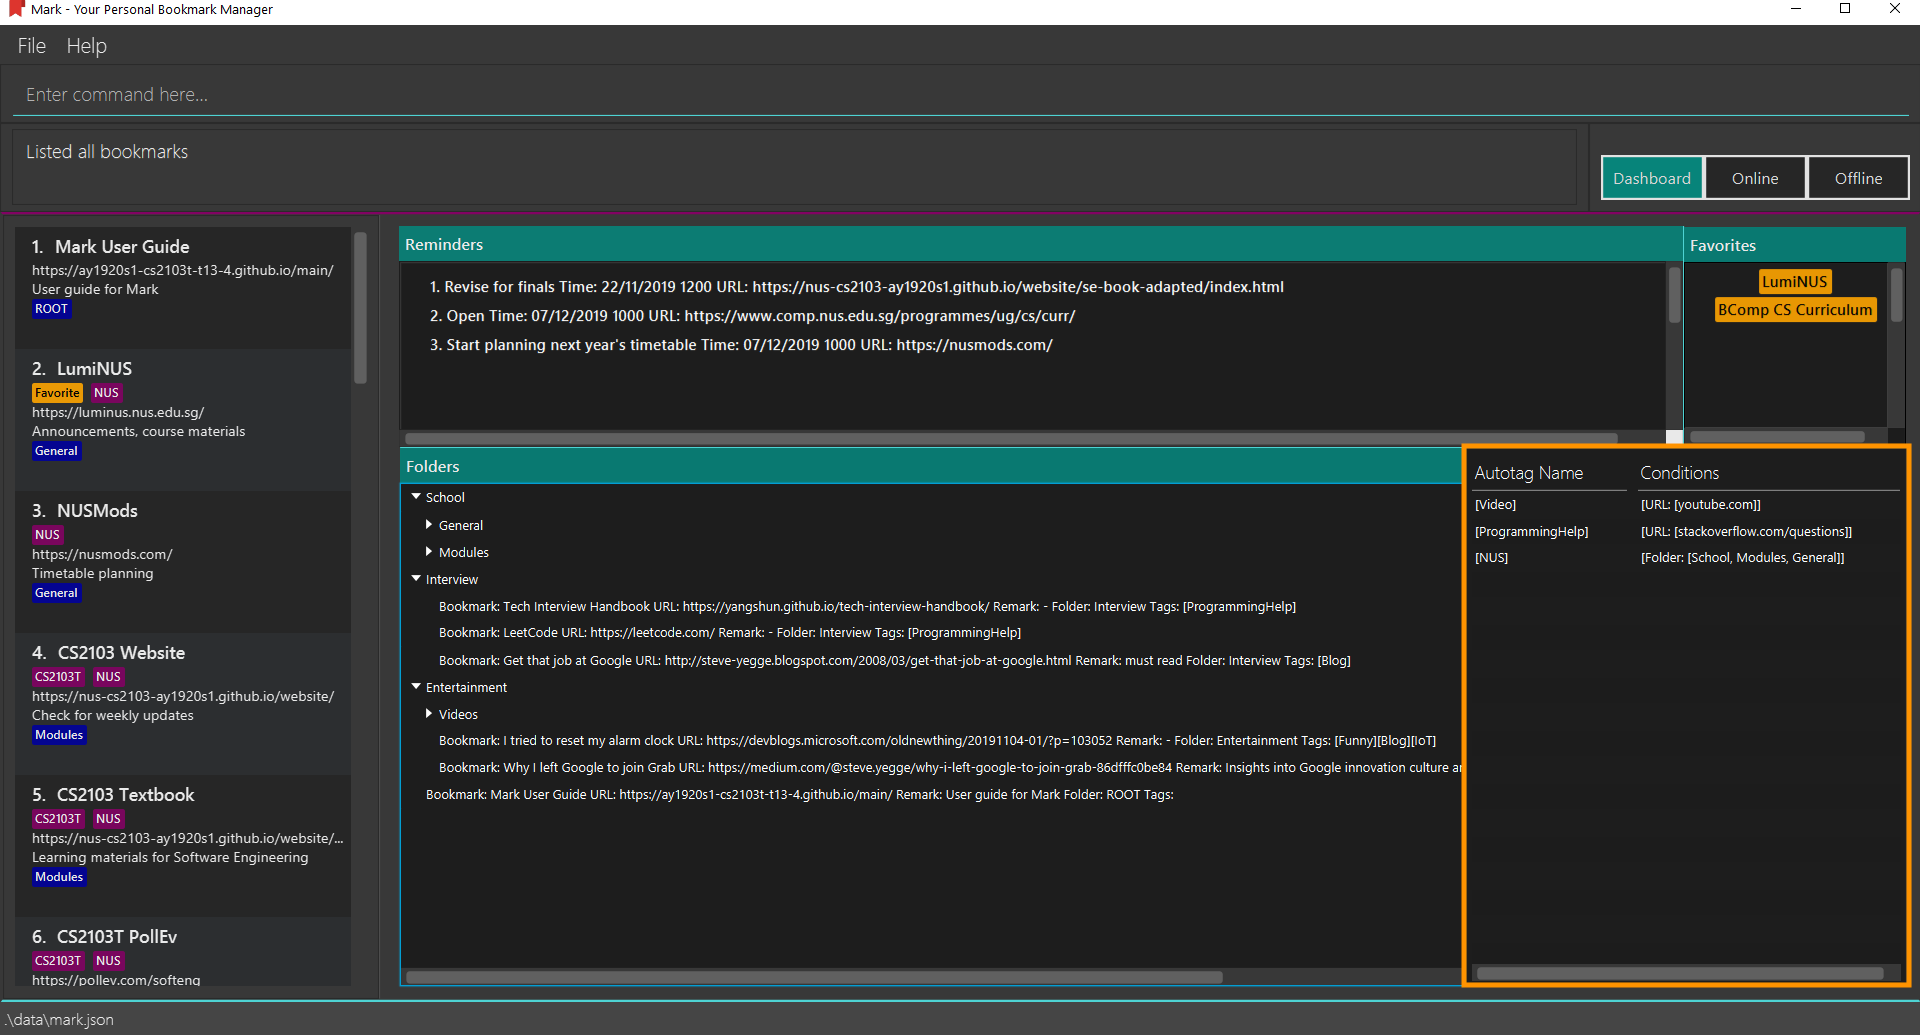 Mark - Your Personal Bookmark Manager
File Help
Enter command here...
Listed all bookmarks
Dashboard Online Offline
1. Mark User Guide
https://ay1920s1-cs2103t-t13-4.github.io/main/
User guide for Mark
ROOT
2. LumiNUS
Favorite NUS
https://luminus.nus.edu.sg/
Announcements, course materials
General
3. NUSMods
NUS
https://nusmods.com/
Timetable planning
General
4. CS2103 Website
CS2103T NUS
https://nus-cs2103-ay1920s1.github.io/website/
Check for weekly updates
Modules
5. CS2103 Textbook
CS2103T NUS
https://nus-cs2103-ay1920s1.github.io/website/...
Learning materials for Software Engineering
Modules
6. CS2103T PollEv
CS2103T NUS
https://pollev.com/softeng
Reminders
1. Revise for finals Time: 22/11/2019 1200 URL: https://nus-cs2103-ay1920s1.github.io/website/se-book-adapted/index.html
2. Open Time: 07/12/2019 1000 URL: https://www.comp.nus.edu.sg/programmes/ug/cs/curr/
3. Start planning next year's timetable Time: 07/12/2019 1000 URL: https://nusmods.com/
Favorites
LumiNUS
BComp CS Curriculum
Folders
School
General
Modules
Interview
Bookmark: Tech Interview Handbook URL: https://yangshun.github.io/tech-interview-handbook/ Remark: - Folder: Interview Tags: [ProgrammingHelp]
Bookmark: LeetCode URL: https://leetcode.com/ Remark: - Folder: Interview Tags: [ProgrammingHelp]
Bookmark: Get that job at Google URL: http://steve-yegge.blogspot.com/2008/03/get-that-job-at-google.html Remark: must read Folder: Interview Tags: [Blog]
Entertainment
Videos
Bookmark: I tried to reset my alarm clock URL: https://devblogs.microsoft.com/oldnewthing/20191104-01/?p=103052 Remark: - Folder: Entertainment Tags: [Funny][Blog][IoT]
Bookmark: Why I left Google to join Grab URL: https://medium.com/@steve.yegge/why-i-left-google-to-join-grab-86dfffc0be84 Remark: Insights into Google innovation culture ar
Bookmark: Mark User Guide URL: https://ay1920s1-cs2103t-t13-4.github.io/main/ Remark: User guide for Mark Folder: ROOT Tags:
Autotag Name Conditions
[Video] [URL: [youtube.com]]
[ProgrammingHelp] [URL: [stackoverflow.com/questions]]
[NUS] [Folder: [School, Modules, General]]
.\data\mark.json